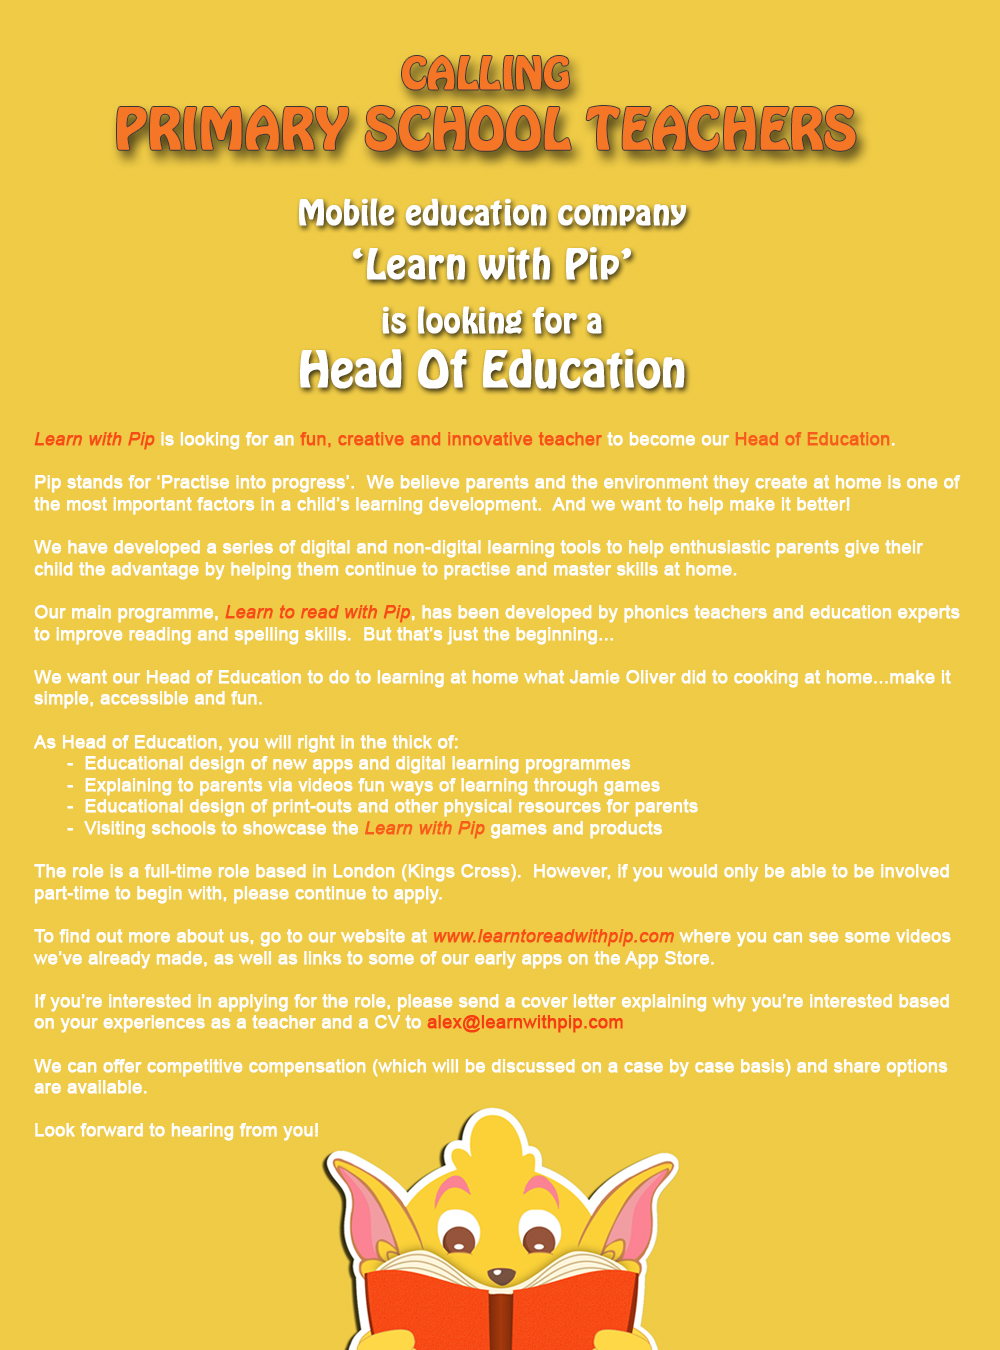 CALLING
PRIMARY SCHOOL TEACHERS
Mobile education company
‘Learn with Pip’
is looking for a
Head Of Education
Learn with Pip is looking for an fun, creative and innovative teacher to become our Head of Education.
Pip stands for ‘Practise into progress’.  We believe parents and the environment they create at home is one of
the most important factors in a child’s learning development.  And we want to help make it better!
We have developed a series of digital and non-digital learning tools to help enthusiastic parents give their
child the advantage by helping them continue to practise and master skills at home.
Our main programme, Learn to read with Pip, has been developed by phonics teachers and education experts
to improve reading and spelling skills.  But that’s just the beginning...
We want our Head of Education to do to learning at home what Jamie Oliver did to cooking at home...make it
simple, accessible and fun.
As Head of Education, you will right in the thick of:
- Educational design of new apps and digital learning programmes
- Explaining to parents via videos fun ways of learning through games
- Educational design of print-outs and other physical resources for parents
- Visiting schools to showcase the Learn with Pip games and products
The role is a full-time role based in London (Kings Cross).  However, if you would only be able to be involved
part-time to begin with, please continue to apply.
To find out more about us, go to our website at www.learntoreadwithpip.com where you can see some videos
we’ve already made, as well as links to some of our early apps on the App Store.
If you’re interested in applying for the role, please send a cover letter explaining why you’re interested based
on your experiences as a teacher and a CV to alex@learnwithpip.com
We can offer competitive compensation (which will be discussed on a case by case basis) and share options
are available.
Look forward to hearing from you!